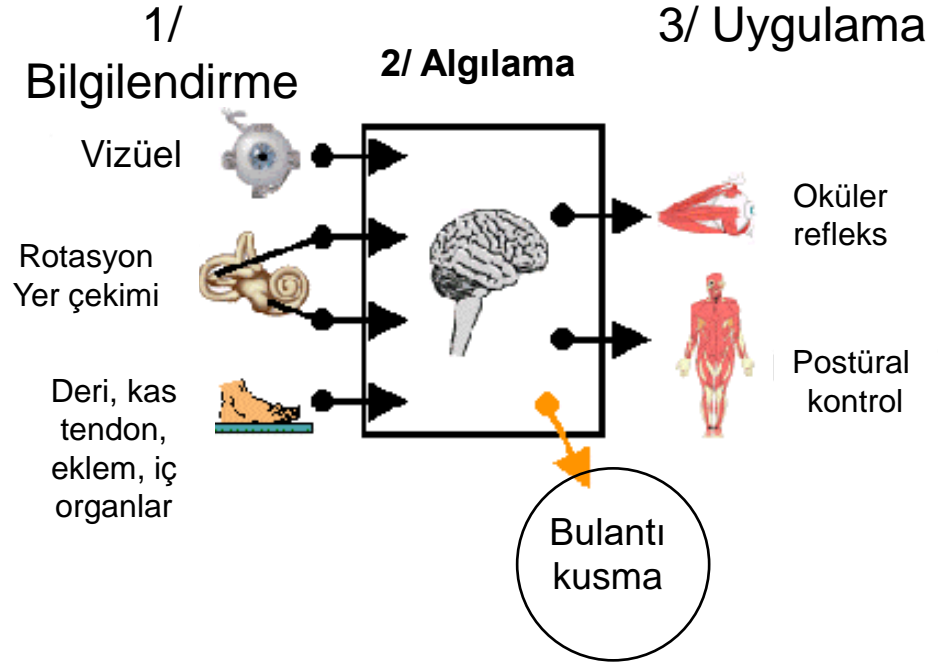 1/
Bilgilendirme
2/ Algılama
3/ Uygulama
Vizüel
Rotasyon
Yer çekimi
Deri, kas
tendon,
eklem, iç
organlar
Oküler
refleks
Postüral
kontrol
Bulantı
kusma